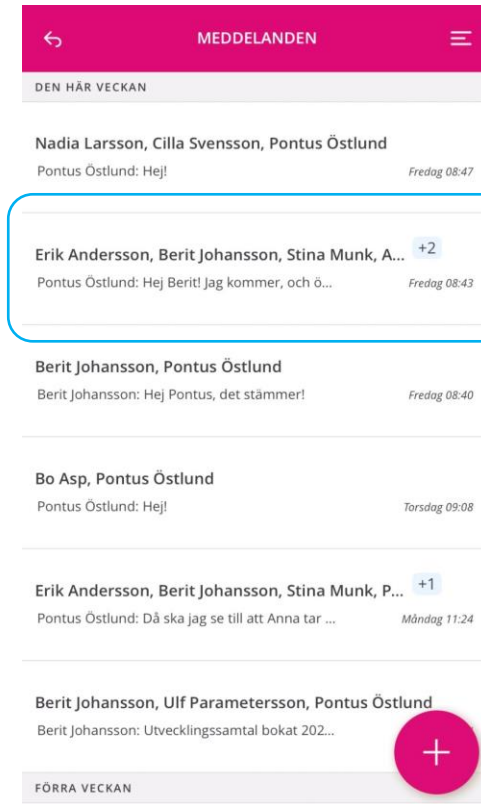 MEDDELANDEN
DEN HÄR VECKAN
Nadia Larsson, Cilla Svensson, Pontus Östlund
Pontus Östlund: Hej! Fredag 08:47
Erik Andersson, Berit Johansson, Stina Munk, A... +2
Pontus Östlund: Hej Berit! Jag kommer, och ö... Fredag 08:43
Berit Johansson, Pontus Östlund
Berit Johansson: Hej Pontus, det stämmer! Fredag 08:40
Bo Asp, Pontus Östlund
Pontus Östlund: Hej! Torsdag 09:08
Erik Andersson, Berit Johansson, Stina Munk, P... +1
Pontus Östlund: Då ska jag se till att Anna tar ... Måndag 11:24
Berit Johansson, Ulf Parametersson, Pontus Östlund
Berit Johansson: Utvecklingssamtal bokat 202...
FÖRRA VECKAN